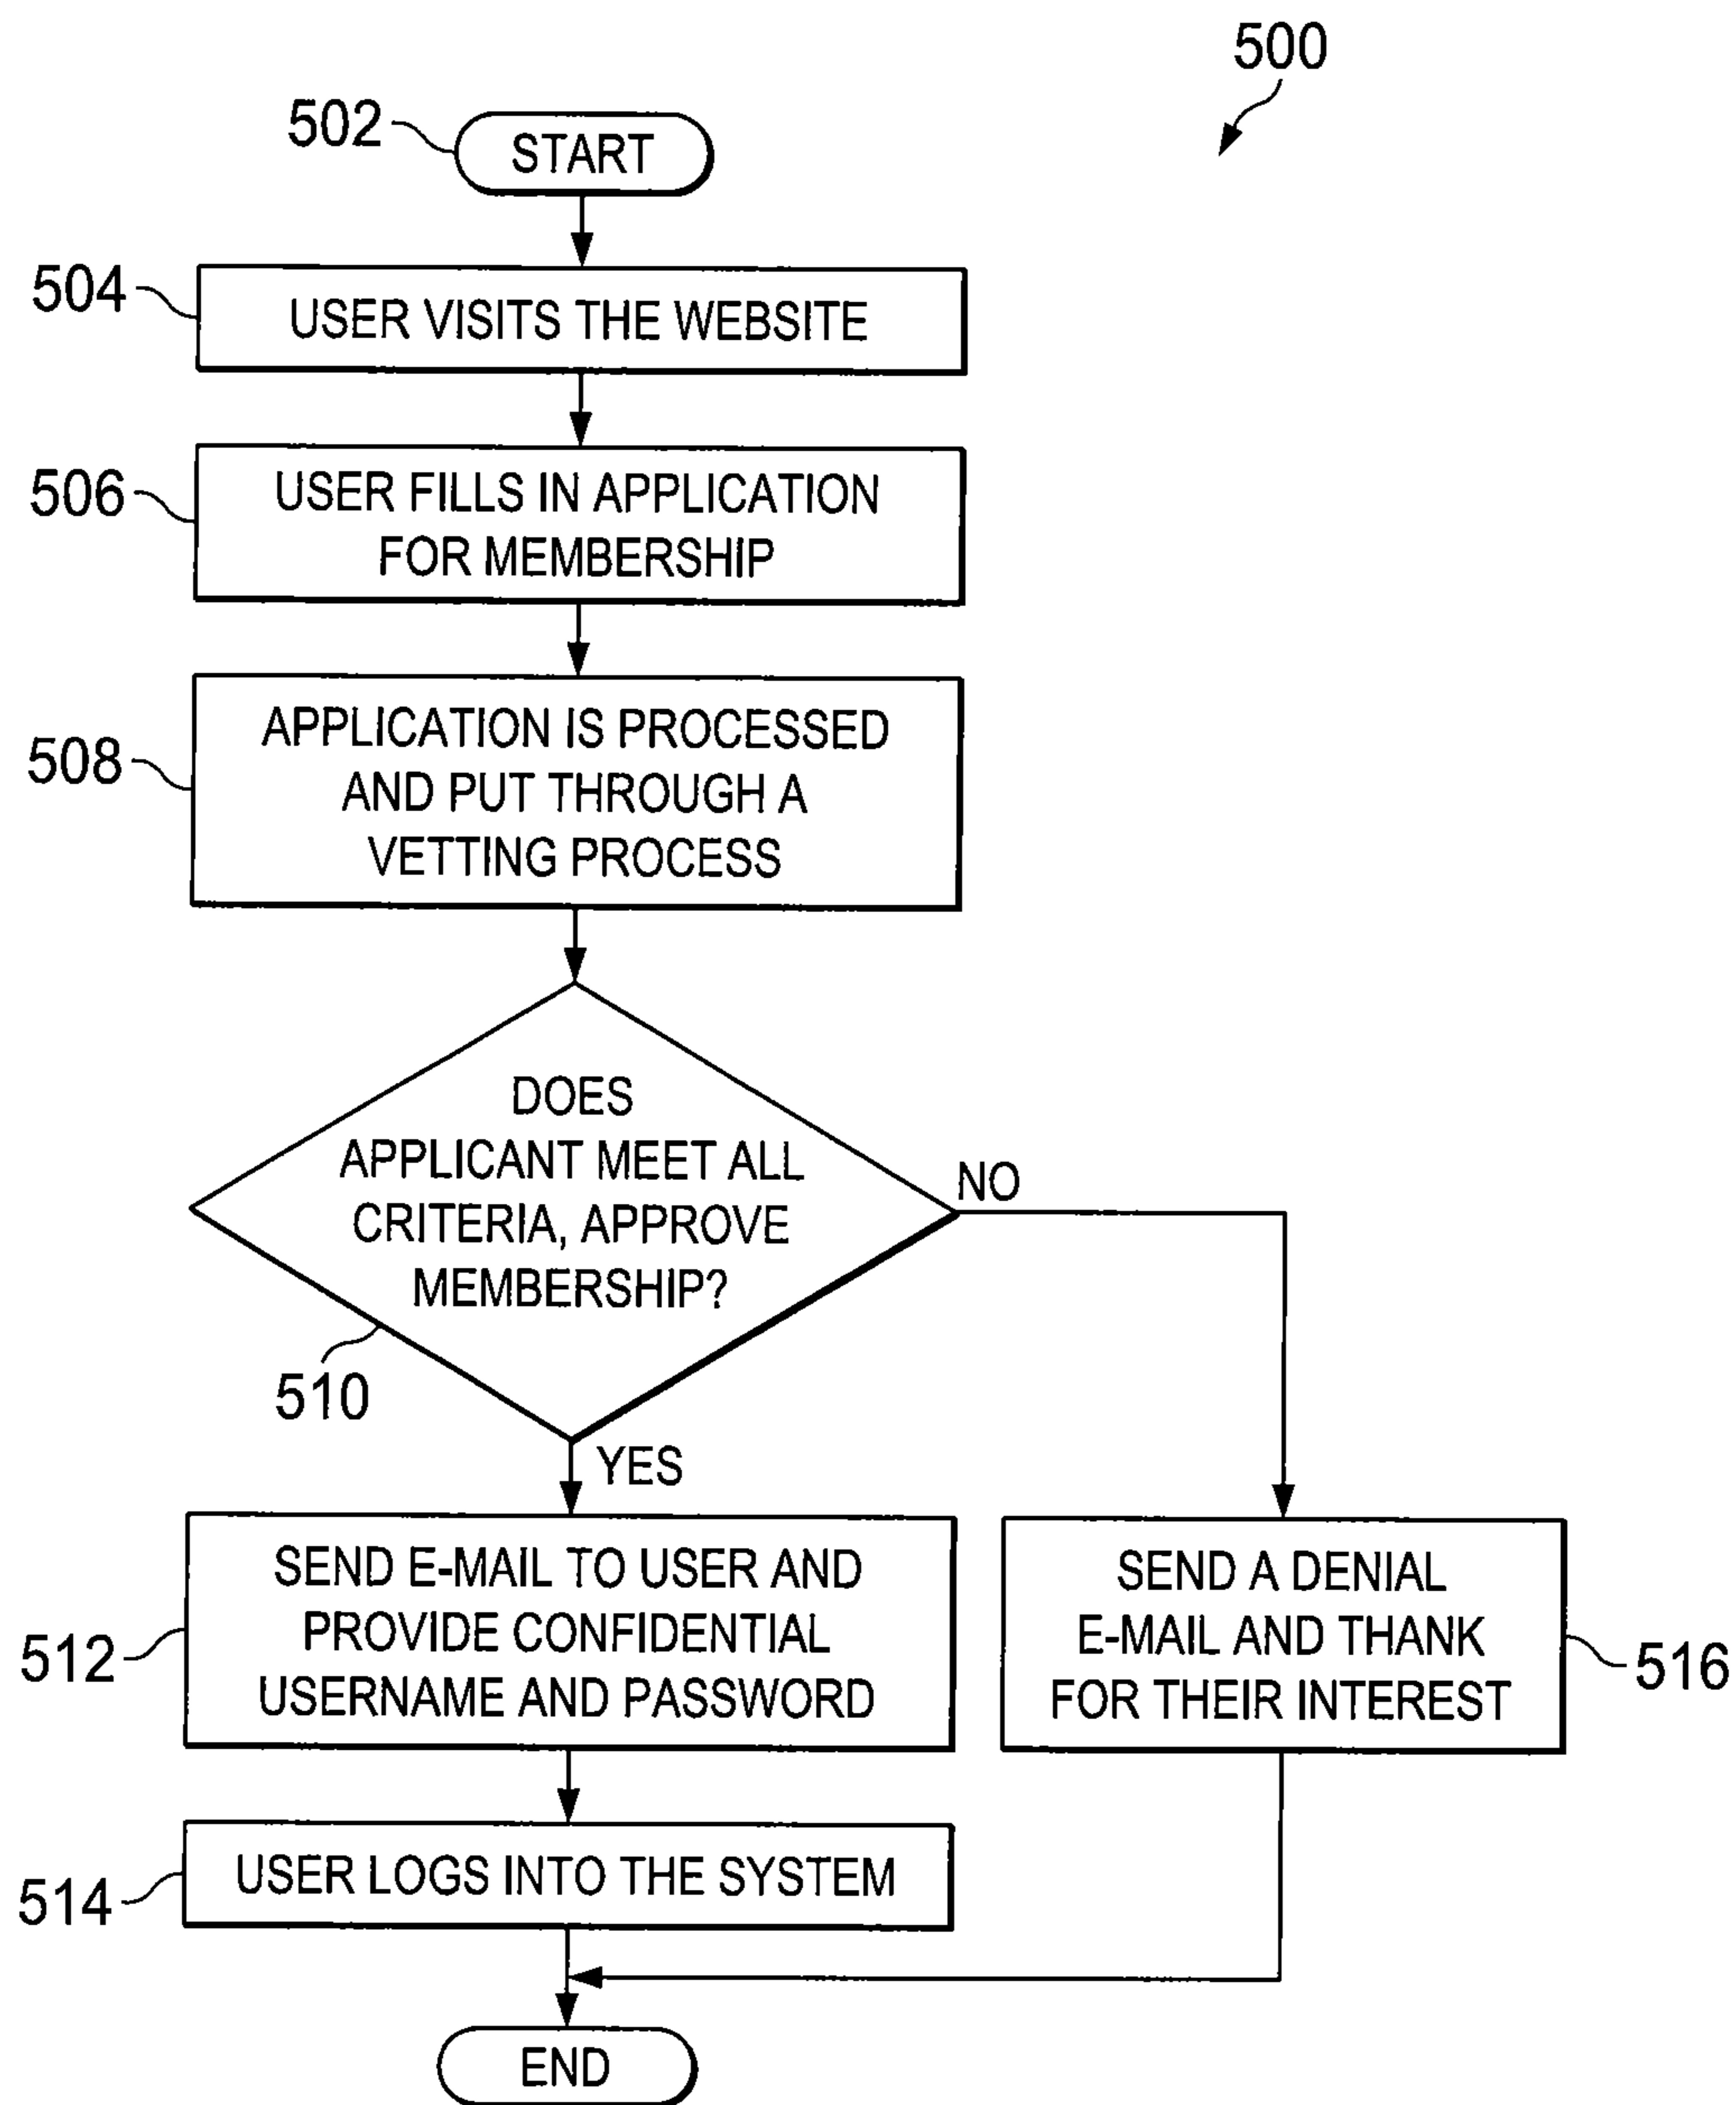 500
502
START
504
USER VISITS THE WEBSITE
506
USER FILLS IN APPLICATION
FOR MEMBERSHIP
508
APPLICATION IS PROCESSED
AND PUT THROUGH A
VETTING PROCESS
DOES
APPLICANT MEET ALL
CRITERIA, APPROVE
MEMBERSHIP?
NO
510
YES
512
SEND E-MAIL TO USER AND
PROVIDE CONFIDENTIAL
USERNAME AND PASSWORD
SEND A DENIAL
E-MAIL AND THANK
FOR THEIR INTEREST
516
514
USER LOGS INTO THE SYSTEM
END